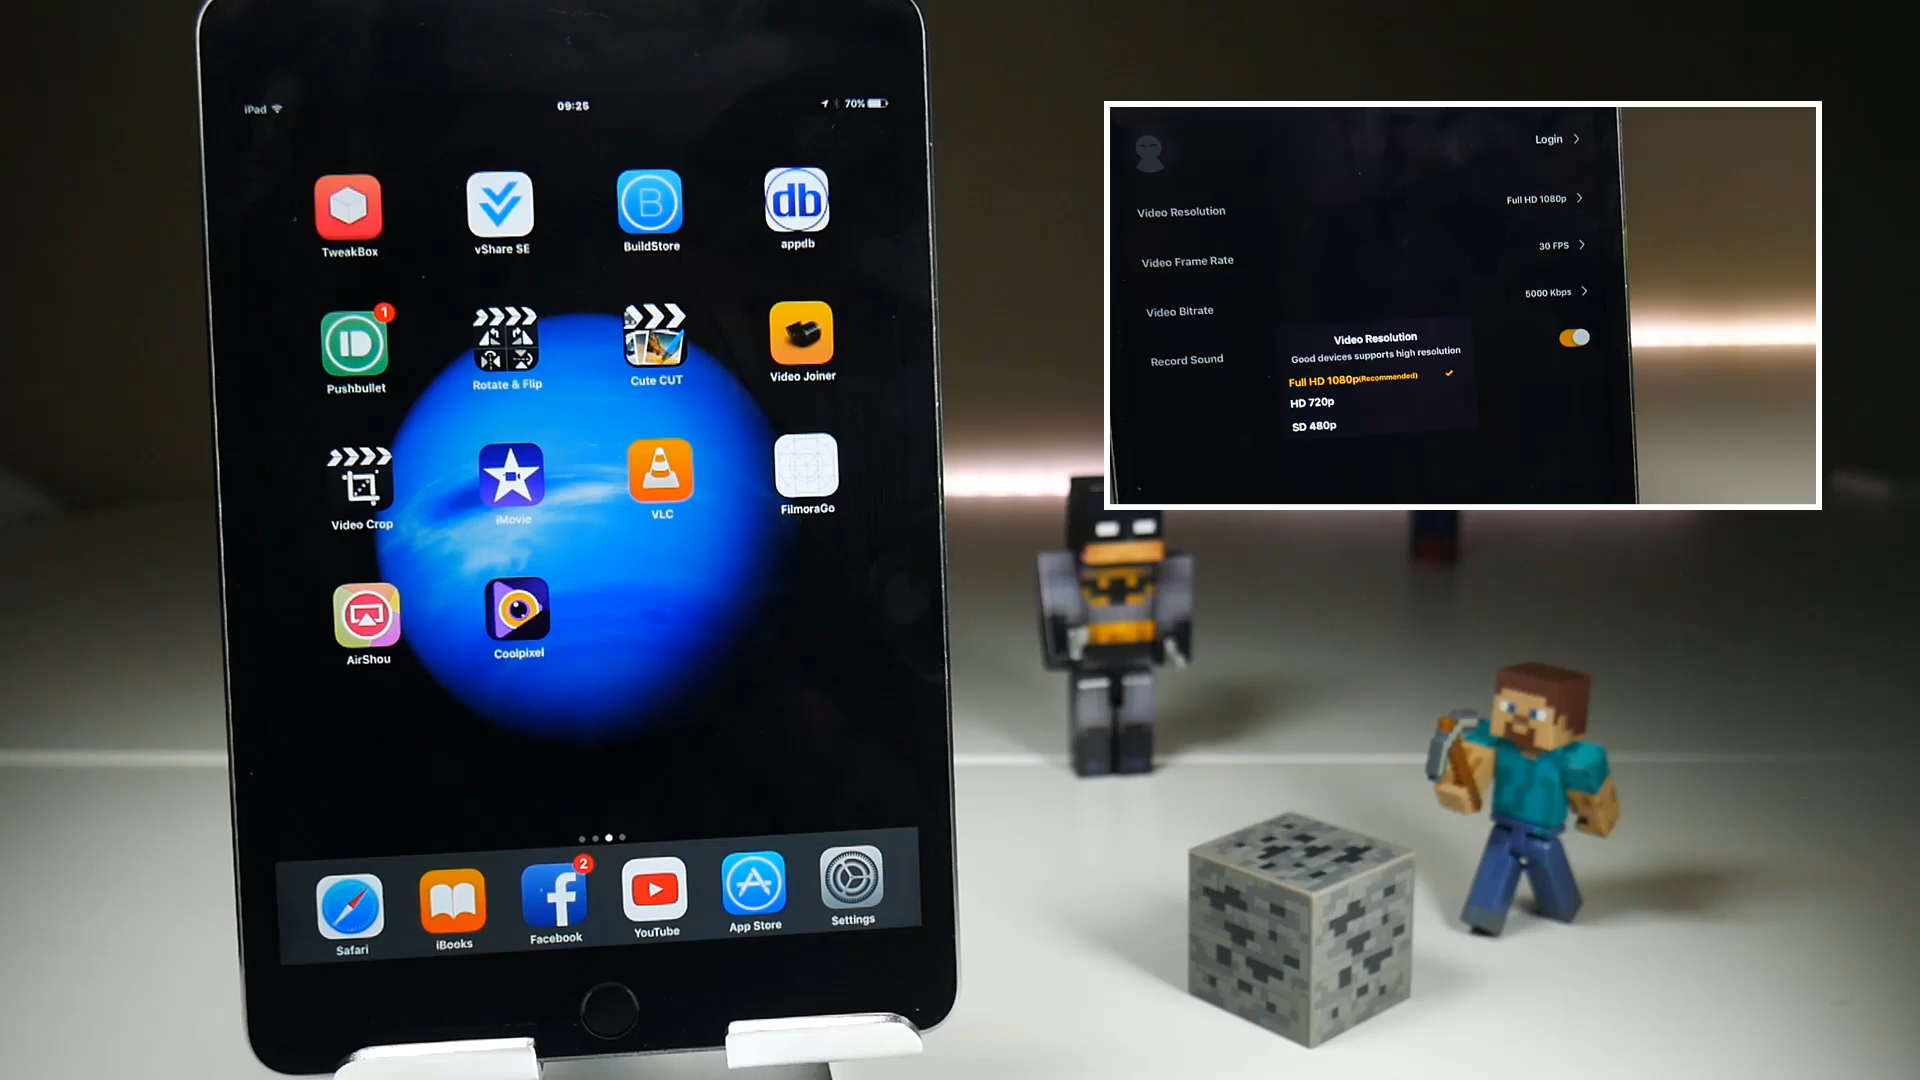 iPad
09:25
70%
TweakBox
vShare SE
BuildStore
db
appdb
1
Pushbullet
Rotate & Flip
Cute CUT
Video Joiner
Video Crop
iMovie
VLC
FilmoraGo
AirShou
Coolpixel
2
Safari
iBooks
Facebook
YouTube
App Store
Settings
Login
Video Resolution
Full HD 1080p
Video Frame Rate
30 FPS
Video Bitrate
5000 Kbps
Record Sound
Video Resolution
Good devices supports high resolution
Full HD 1080p(Recommended)
HD 720p
SD 480p